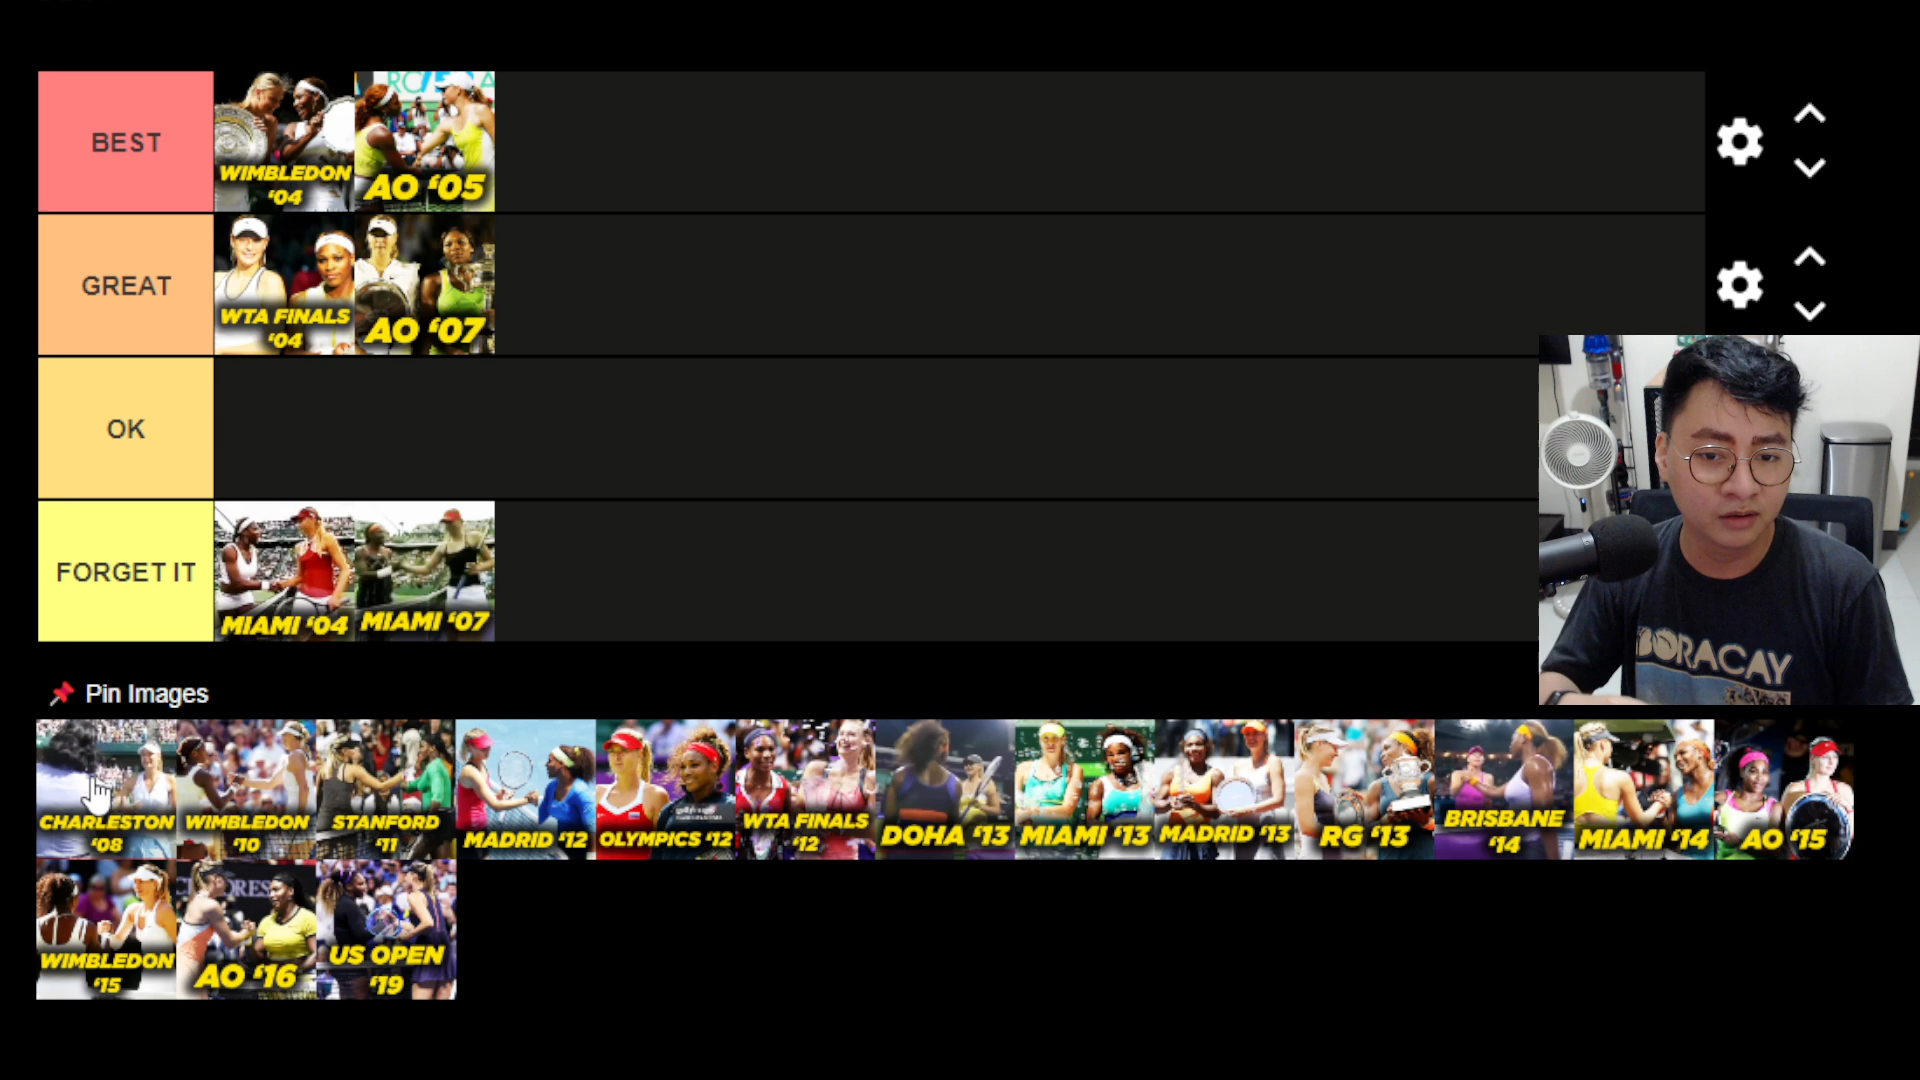 BEST
WIMBLEDON
‘04
RC
A
AO ‘05
GREAT
WTA FINALS
‘04
AO ‘07
OK
FORGET IT
MIAMI ‘04
MIAMI ‘07
BORACAY
Pin Images
CHARLESTON
‘08
WIMBLEDON
‘10
STANFORD
‘11
MADRID ‘12
OLYMPICS ‘12
WTA FINALS
‘12
DOHA ‘13
MIAMI ‘13
MADRID ‘13
RG ‘13
BRISBANE
‘14
MIAMI ‘14
AO ‘15
WIMBLEDON
‘15
AO ‘16
US OPEN
‘19